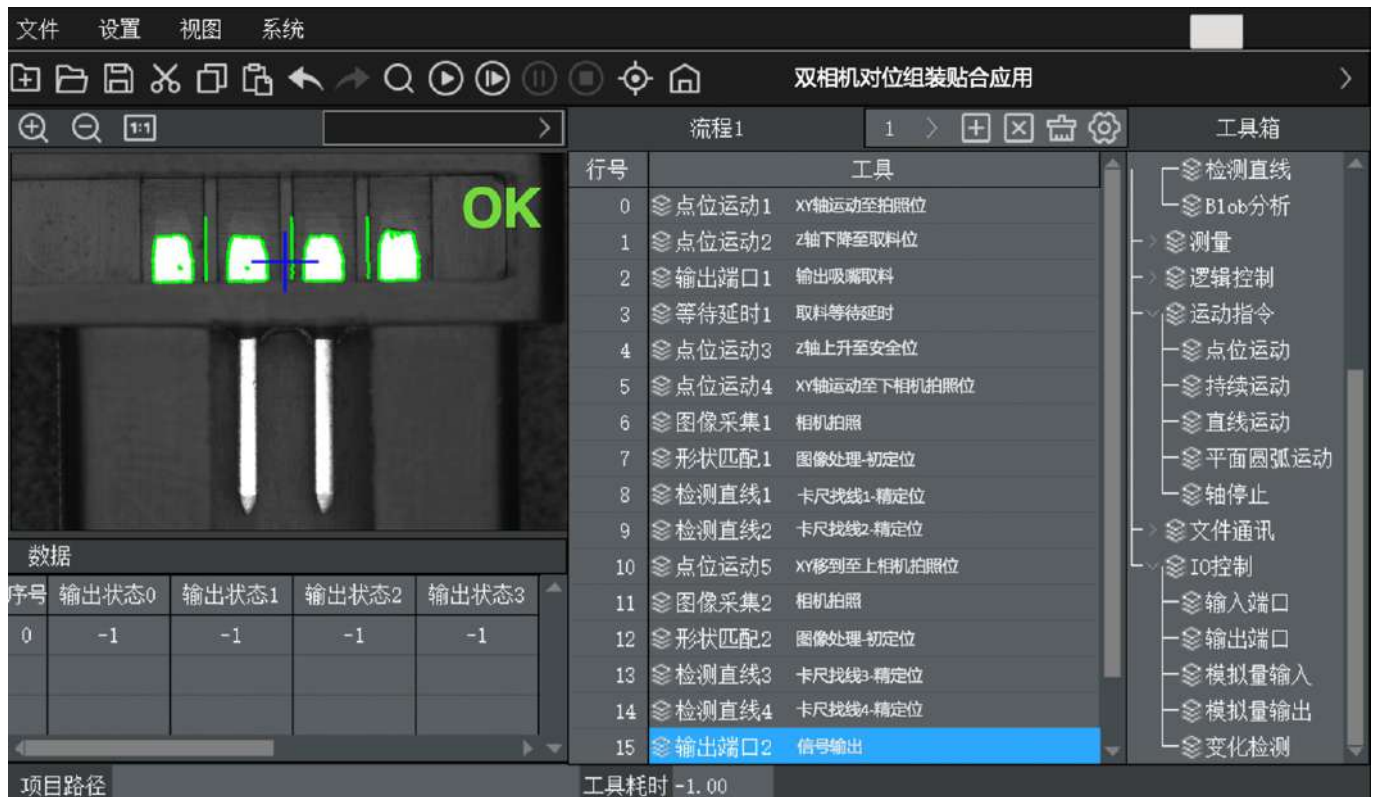 文件 设置 视图 系统
双相机对位组装贴合应用
1:1
流程1 1 工具箱
OK
行号 工具
0 点位运动1 XY轴运动至拍照位
1 点位运动2 Z轴下降至取料位
2 输出端口1 输出吸嘴取料
3 等待延时1 取料等待延时
4 点位运动3 Z轴上升至安全位
5 点位运动4 XY轴运动至下相机拍照位
6 图像采集1 相机拍照
7 形状匹配1 图像处理-初定位
8 检测直线1 卡尺找线1-精定位
9 检测直线2 卡尺找线2-精定位
10 点位运动5 XY移到至上相机拍照位
11 图像采集2 相机拍照
12 形状匹配2 图像处理-初定位
13 检测直线3 卡尺找线3-精定位
14 检测直线4 卡尺找线4-精定位
15 输出端口2 信号输出
检测直线
Blob分析
测量
逻辑控制
运动指令
点位运动
持续运动
直线运动
平面圆弧运动
轴停止
文件通讯
IO控制
输入端口
输出端口
模拟量输入
模拟量输出
变化检测
数据
序号 输出状态0 输出状态1 输出状态2 输出状态3
0 -1 -1 -1 -1
项目路径 工具耗时 -1.00